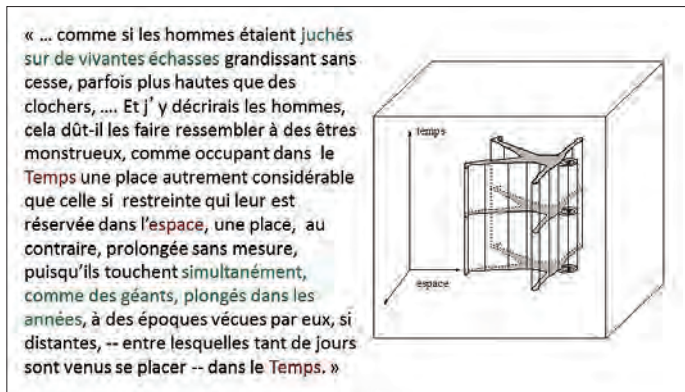 « ... comme si les hommes étaient juchés
sur de vivantes échasses grandissant sans
cesse, parfois plus hautes que des
clochers, .... Et j' y décrirais les hommes,
cela dût-il les faire ressembler à des êtres
monstrueux, comme occupant dans le
Temps une place autrement considérable
que celle si restreinte qui leur est
réservée dans l'espace, une place, au
contraire, prolongée sans mesure,
puisqu'ils touchent simultanément,
comme des géants, plongés dans les
années, à des époques vécues par eux, si
distantes, -- entre lesquelles tant de jours
sont venus se placer -- dans le Temps. »
temps
espace